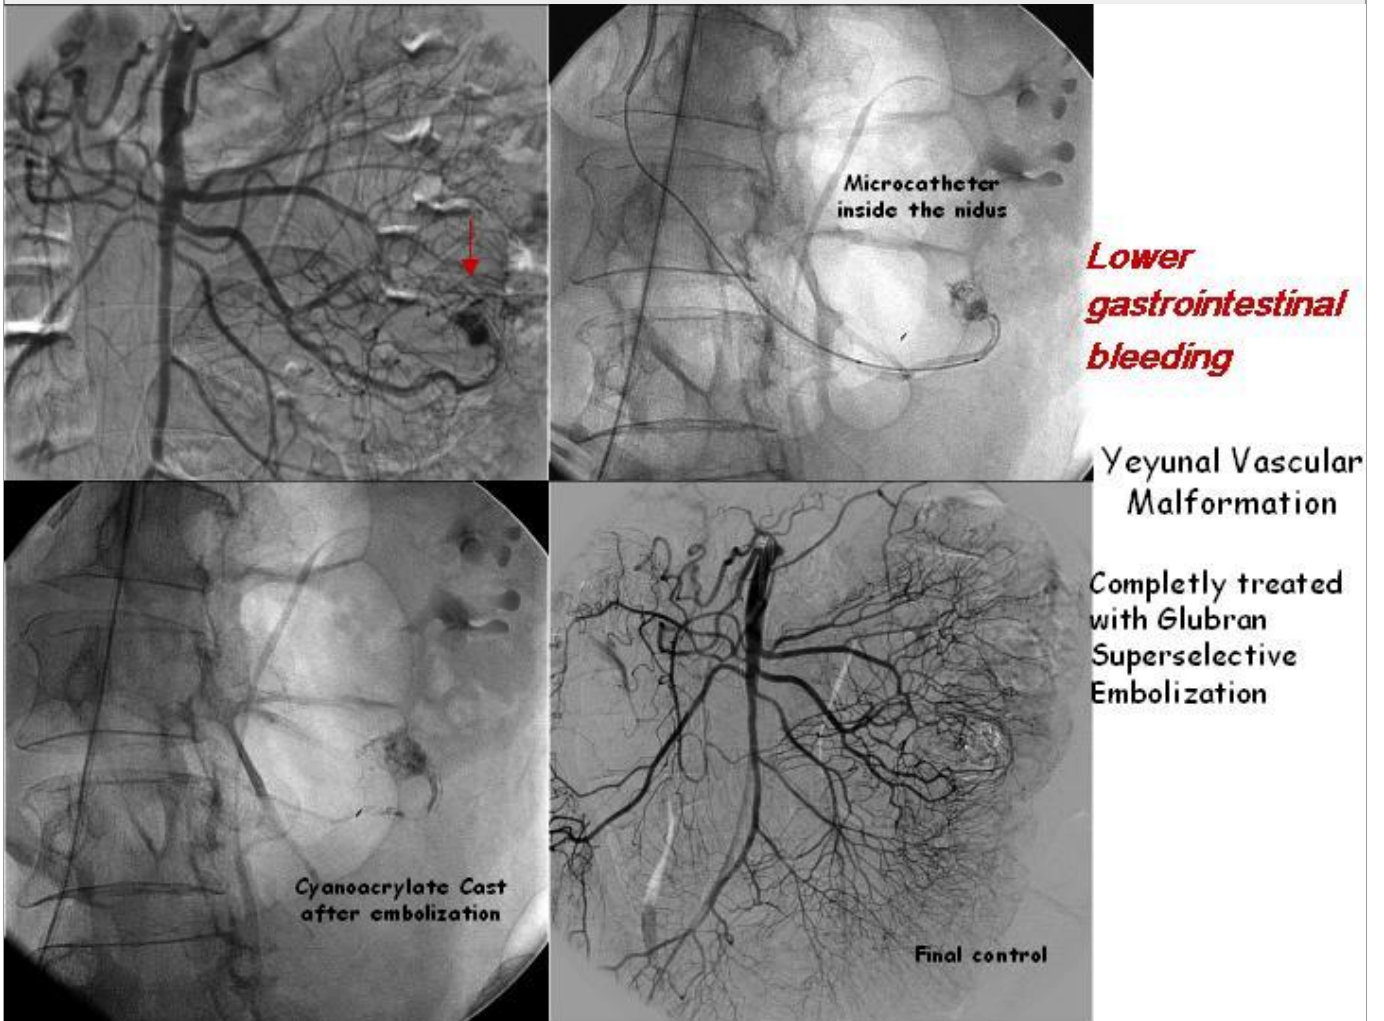 Microcatheter
inside the nidus
Lower
gastrointestinal
bleeding
Yeyunal Vascular
Malformation
Completly treated
with Glubran
Superselective
Embolization
Cyanoacrylate Cast
after embolization
Final control